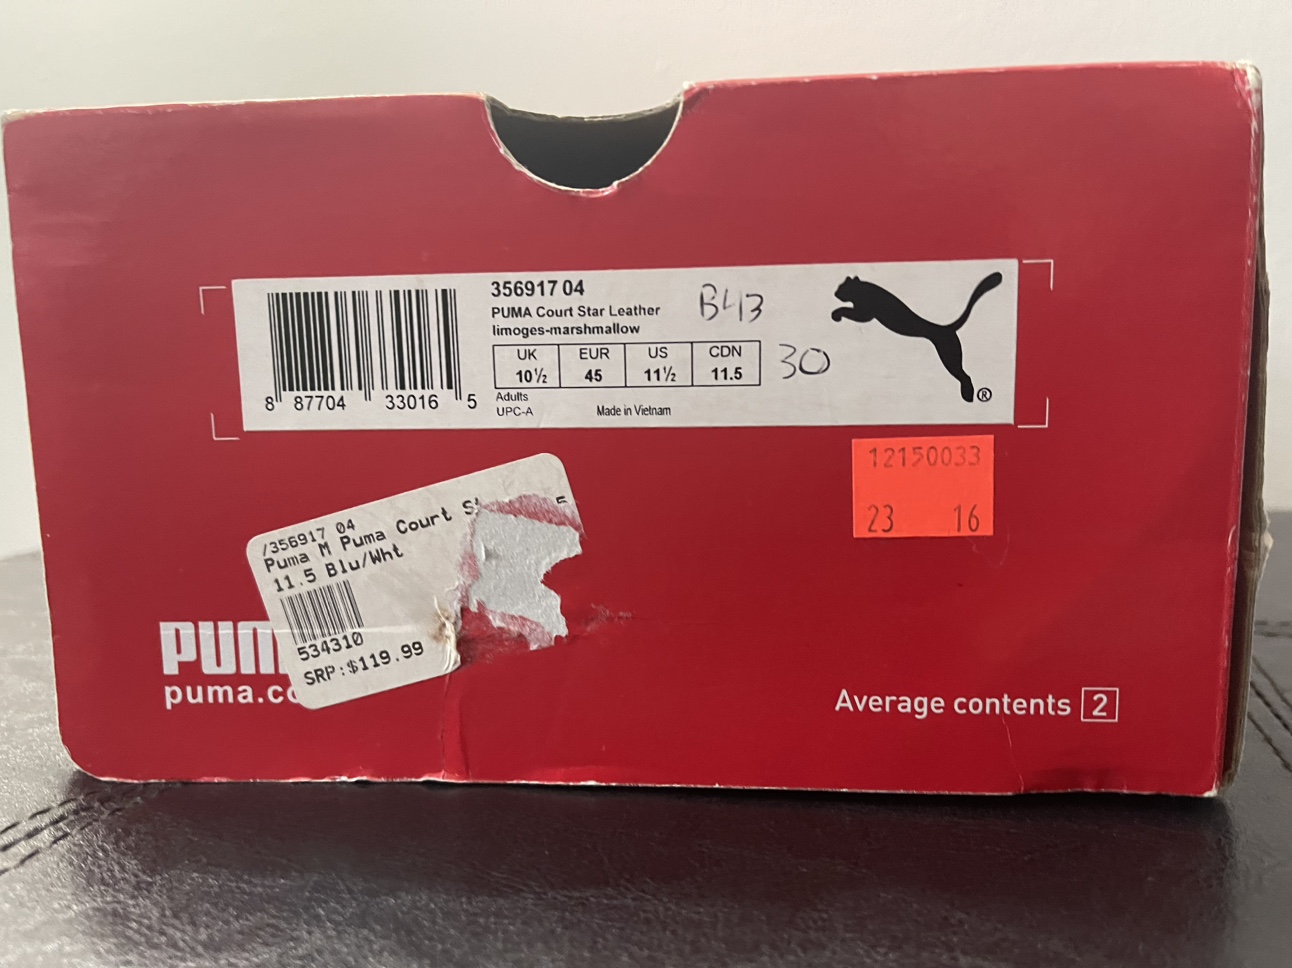 356917 04
PUMA Court Star Leather
limoges-marshmallow
B43
UK EUR US CDN
10½ 45 11½ 11.5
30
Adults
UPC-A
Made in Vietnam
8 87704 33016 5
®
12150033
23 16
/356917 04
Puma M Puma Court
11.5 Blu/Wht
534310
SRP:$119.99
puma.co
Average contents 2